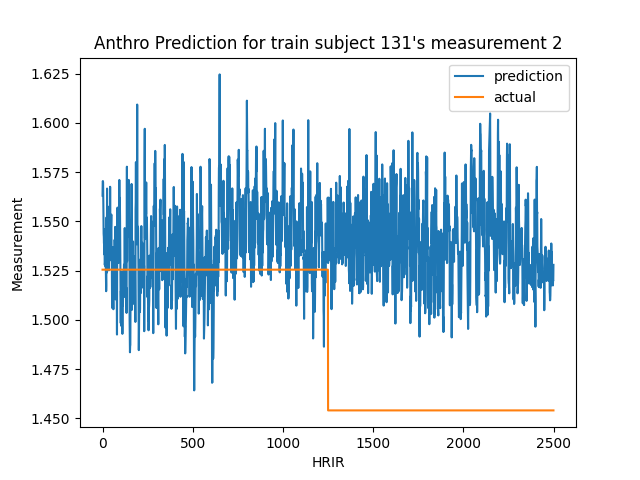 Anthro Prediction for train subject 131's measurement 2
prediction
actual
Measurement
1.625
1.600
1.575
1.550
1.525
1.500
1.475
1.450
0
500
1000
1500
2000
2500
HRIR